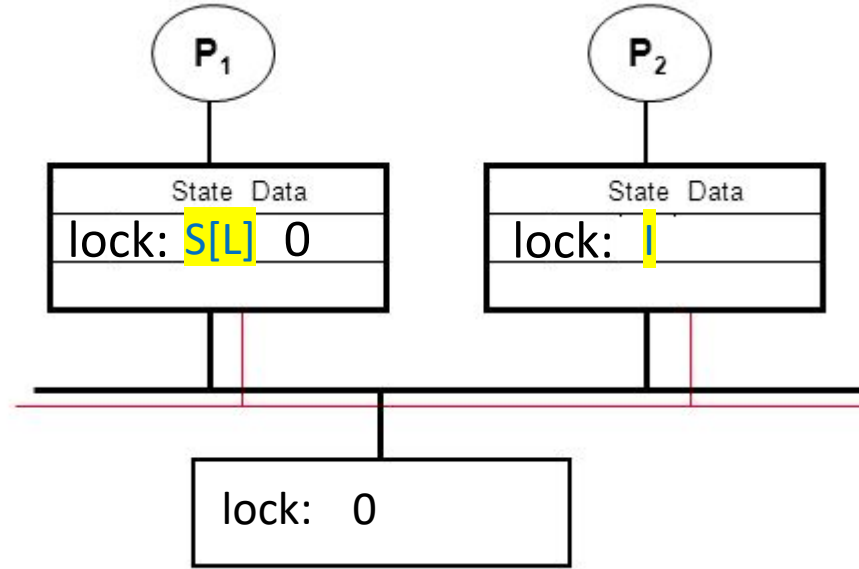 P₁ P₂
State Data State Data
lock: S[L] 0 lock: I
lock: 0